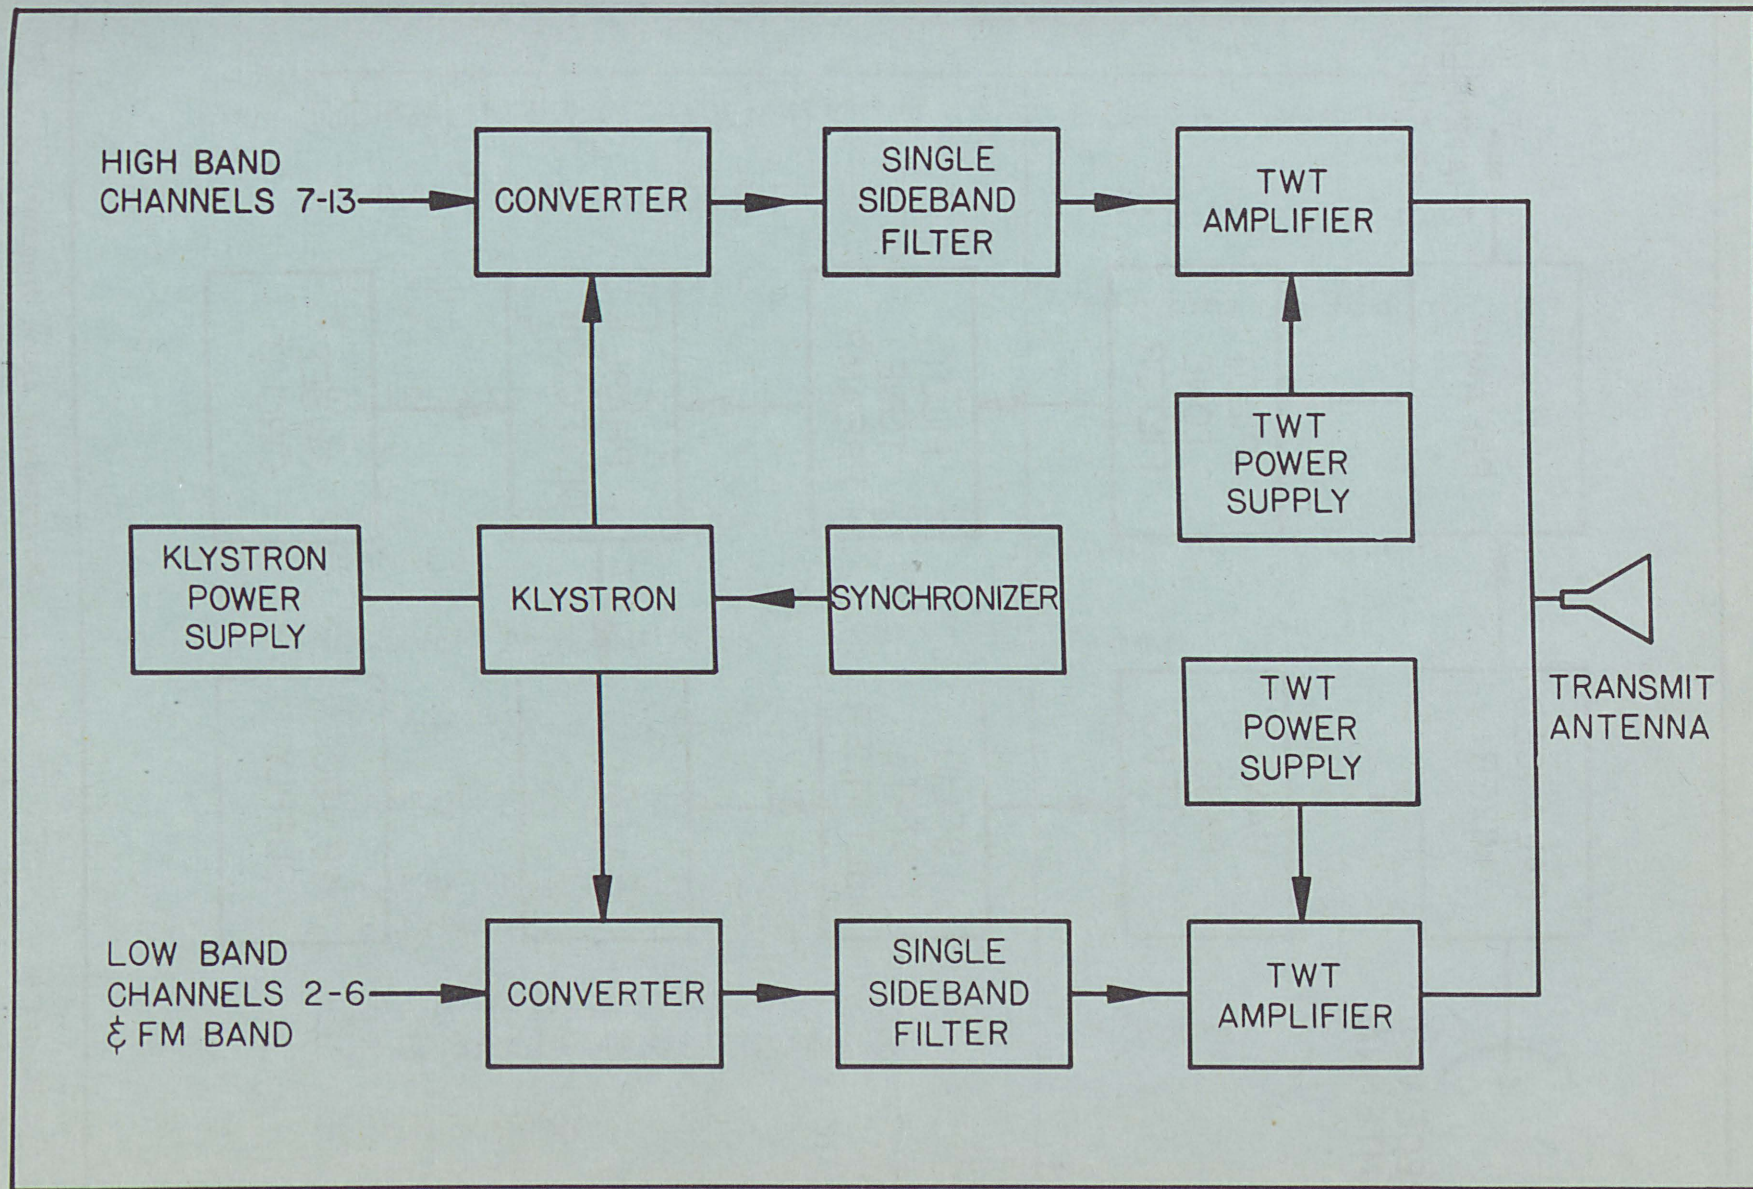 HIGH BAND
CHANNELS 7-13
CONVERTER
SINGLE
SIDEBAND
FILTER
TWT
AMPLIFIER
TWT
POWER
SUPPLY
KLYSTRON
POWER
SUPPLY
KLYSTRON
SYNCHRONIZER
TRANSMIT
ANTENNA
TWT
POWER
SUPPLY
LOW BAND
CHANNELS 2-6
& FM BAND
CONVERTER
SINGLE
SIDEBAND
FILTER
TWT
AMPLIFIER